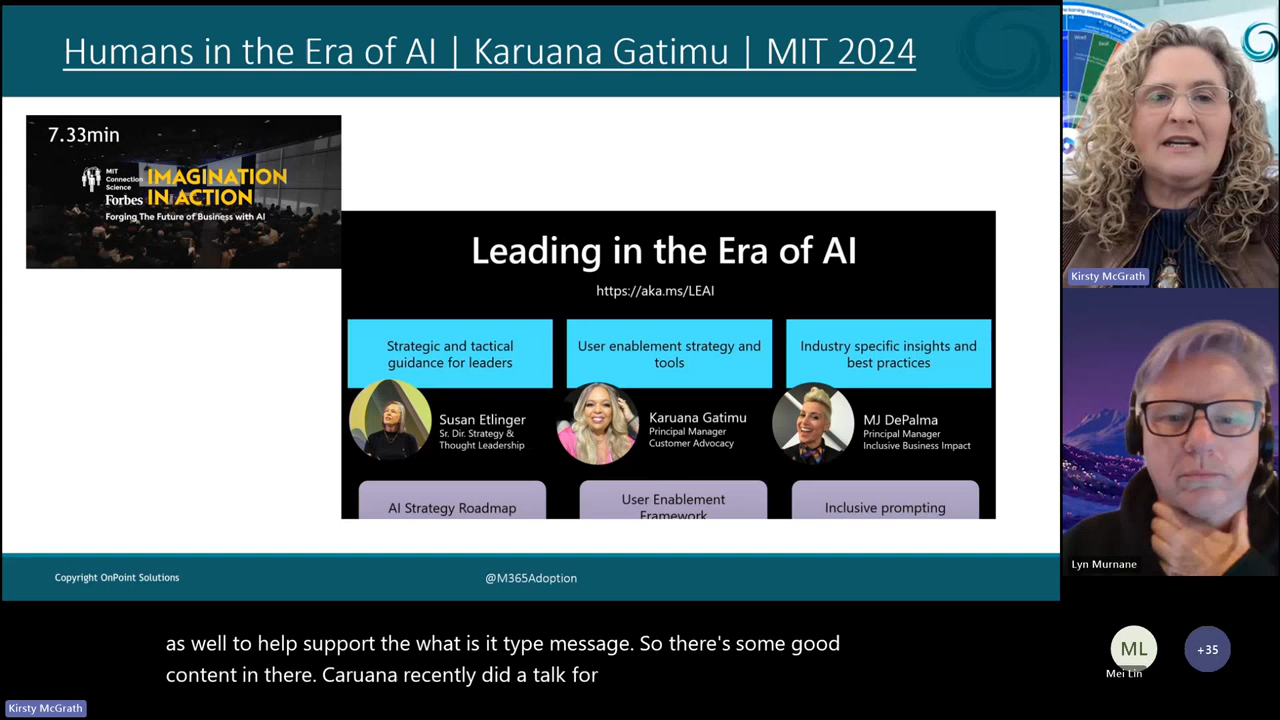 Humans in the Era of AI | Karuana Gatimu | MIT 2024
7.33min
MIT
Connection
Science
Forbes
IMAGINATION
IN ACTION
Forging The Future of Business with AI
Leading in the Era of AI
https://aka.ms/LEAI
Strategic and tactical
guidance for leaders
User enablement strategy and
tools
Industry specific insights and
best practices
Susan Etlinger
Sr. Dir. Strategy &
Thought Leadership
Karuana Gatimu
Principal Manager
Customer Advocacy
MJ DePalma
Principal Manager
Inclusive Business Impact
AI Strategy Roadmap
User Enablement
Framework
Inclusive prompting
Copyright OnPoint Solutions
@M365Adoption
Kirsty McGrath
Lyn Murnane
as well to help support the what is it type message. So there's some good
content in there. Caruana recently did a talk for
Kirsty McGrath
ML
Mei Lin
+35